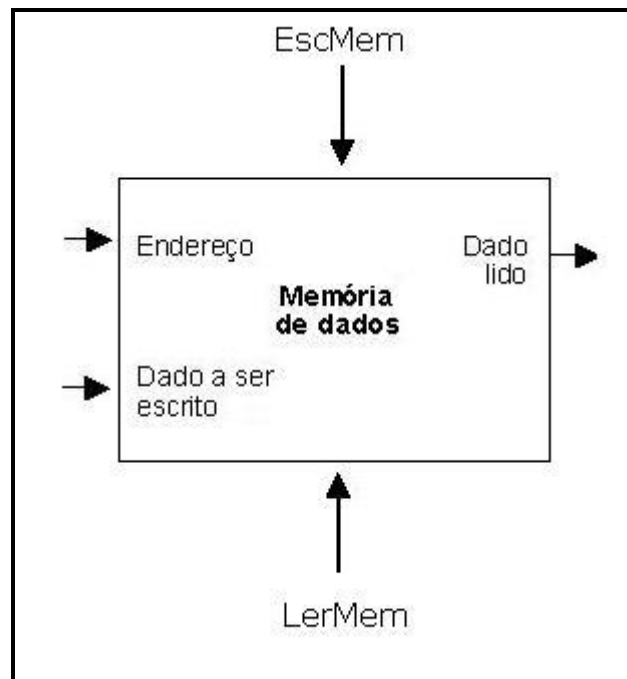 EscMem
Endereço
Dado
lido
Memória
de dados
Dado a ser
escrito
LerMem